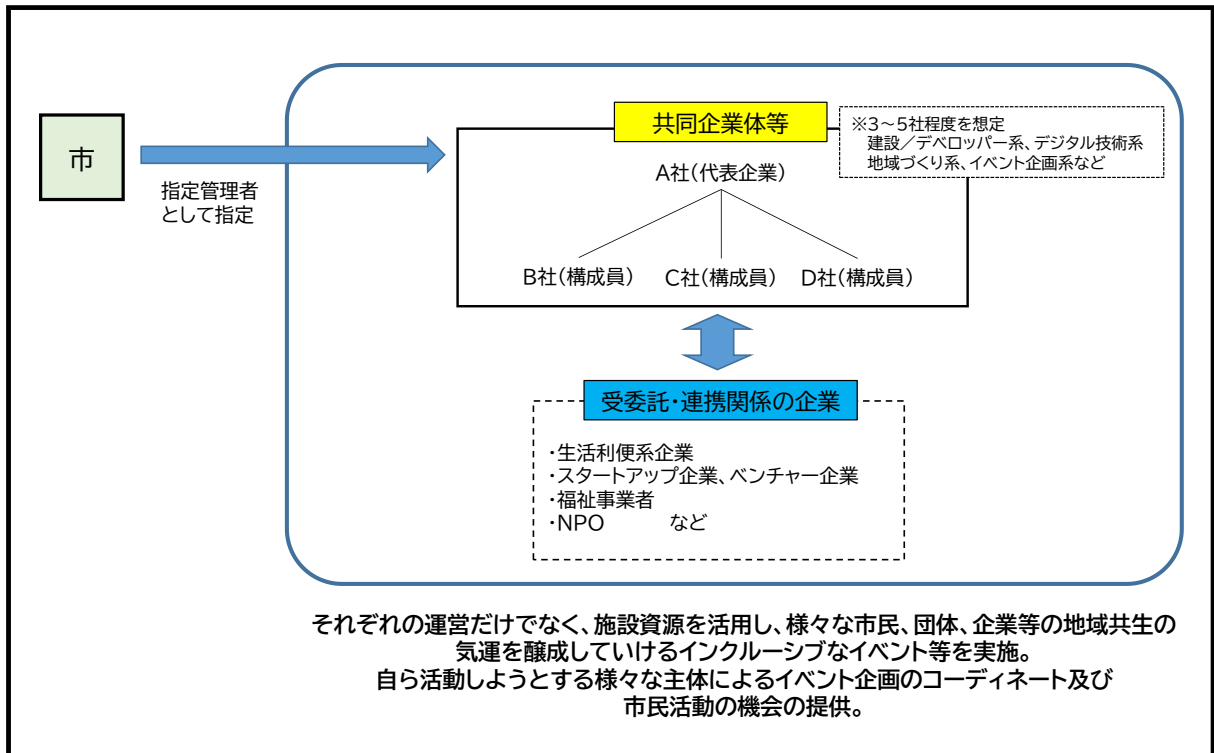 市
指定管理者
として指定
共同企業体等
※3～5社程度を想定
建設／デベロッパー系、デジタル技術系
地域づくり系、イベント企画系など
A社(代表企業)
B社(構成員)
C社(構成員)
D社(構成員)
受委託・連携関係の企業
・生活利便系企業
・スタートアップ企業、ベンチャー企業
・福祉事業者
・NPO　　　など
それぞれの運営だけでなく、施設資源を活用し、様々な市民、団体、企業等の地域共生の
気運を醸成していけるインクルーシブなイベント等を実施。
自ら活動しようとする様々な主体によるイベント企画のコーディネート及び
市民活動の機会の提供。